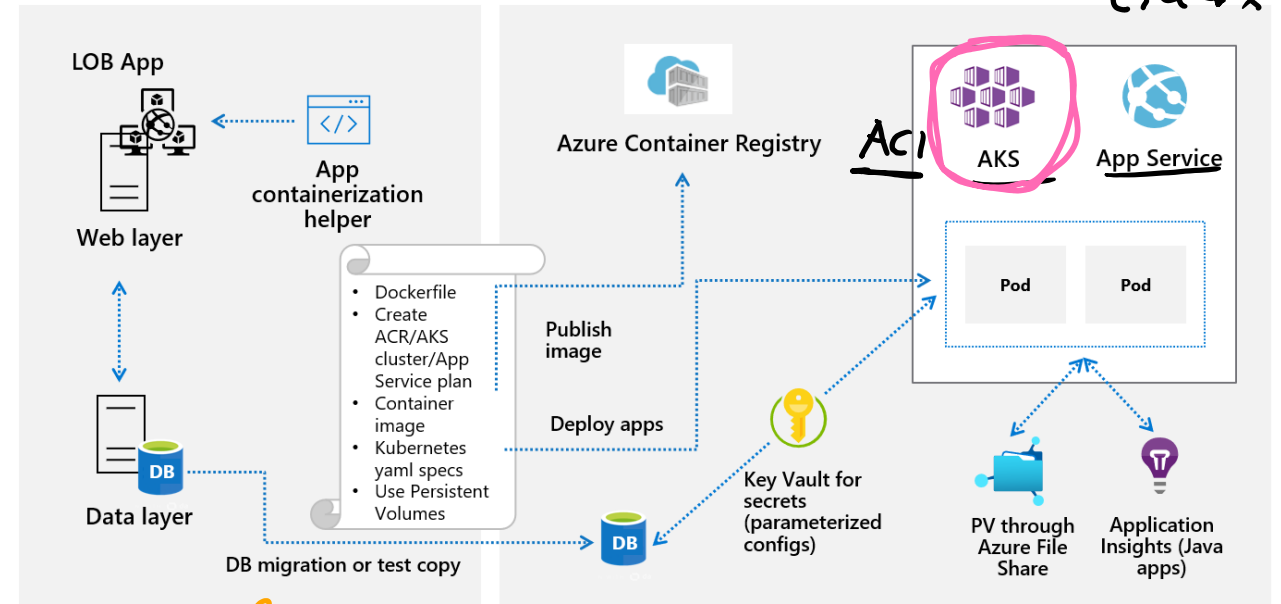 LOB App
App
containerization
helper
Web layer
• Dockerfile
• Create
ACR/AKS
cluster/App
Service plan
• Container
image
• Kubernetes
yaml specs
• Use Persistent
Volumes
DB
Data layer
DB migration or test copy
Azure Container Registry
ACI
AKS
App Service
Pod
Pod
Publish
image
Deploy apps
Key Vault for
secrets
(parameterized
configs)
DB
PV through
Azure File
Share
Application
Insights (Java
apps)